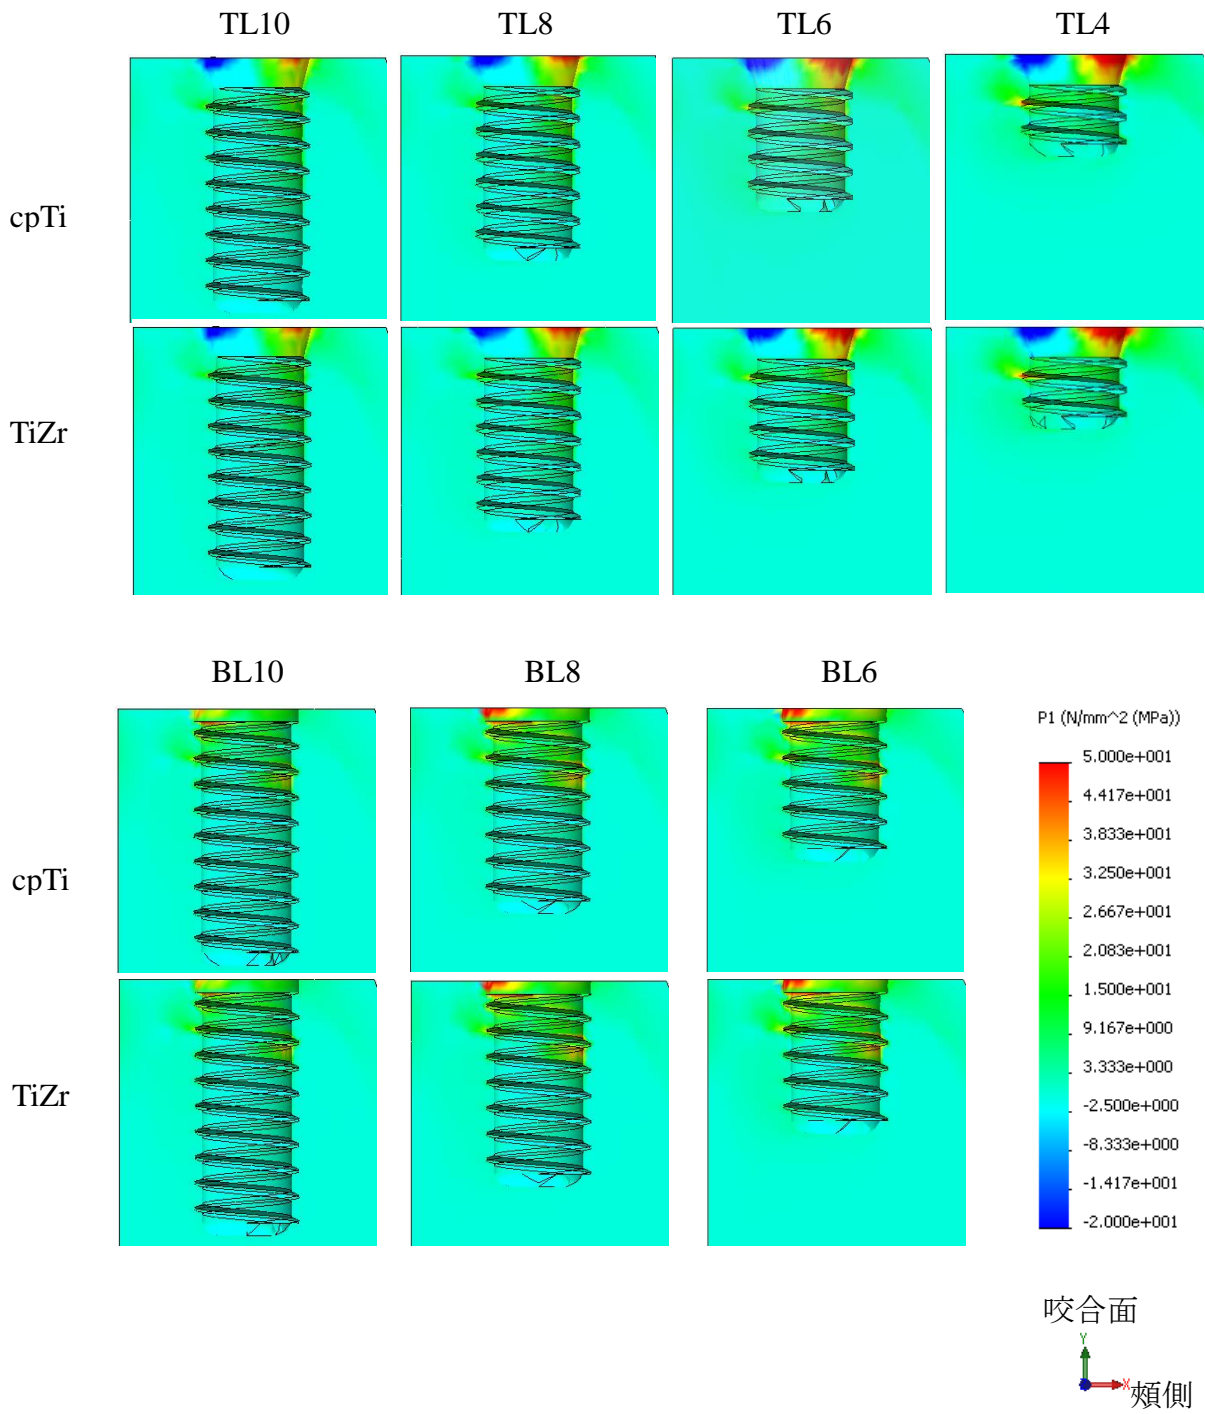 TL10 TL8 TL6 TL4
cpTi
TiZr
BL10 BL8 BL6
P1 (N/mm^2 (MPa))
5.000e+001
4.417e+001
3.833e+001
3.250e+001
2.667e+001
2.083e+001
1.500e+001
9.167e+000
3.333e+000
-2.500e+000
-8.333e+000
-1.417e+001
-2.000e+001
cpTi
TiZr
咬合面
Y
X
頰側